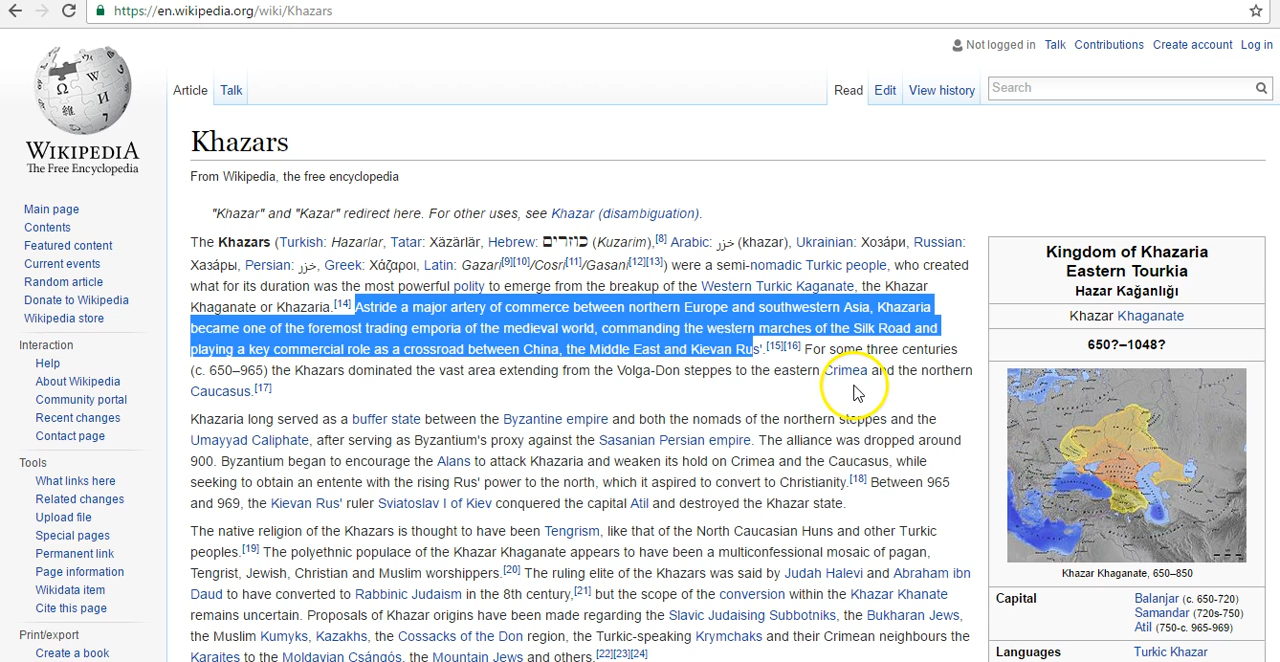 https://en.wikipedia.org/wiki/Khazars
Not logged in Talk Contributions Create account Log in
Article Talk Read Edit View history Search
WIKIPEDIA
The Free Encyclopedia
Main page
Contents
Featured content
Current events
Random article
Donate to Wikipedia
Wikipedia store
Interaction
Help
About Wikipedia
Community portal
Recent changes
Contact page
Tools
What links here
Related changes
Upload file
Special pages
Permanent link
Page information
Wikidata item
Cite this page
Print/export
Create a book
Khazars
From Wikipedia, the free encyclopedia
"Khazar" and "Kazar" redirect here. For other uses, see Khazar (disambiguation).
The Khazars (Turkish: Hazarlar, Tatar: Xäzärlär, Hebrew: כוזרים (Kuzarim),[8] Arabic: خزر (khazar), Ukrainian: Хоза́ри, Russian:
Хаза́ры, Persian: خزر, Greek: Χάζαροι, Latin: Gazari[9][10]/Cosri[11]/Gasani[12][13]) were a semi-nomadic Turkic people, who created
what for its duration was the most powerful polity to emerge from the breakup of the Western Turkic Kaganate, the Khazar
Khaganate or Khazaria.[14] Astride a major artery of commerce between northern Europe and southwestern Asia, Khazaria
became one of the foremost trading emporia of the medieval world, commanding the western marches of the Silk Road and
playing a key commercial role as a crossroad between China, the Middle East and Kievan Rus'.[15][16] For some three centuries
(c. 650–965) the Khazars dominated the vast area extending from the Volga-Don steppes to the eastern Crimea and the northern
Caucasus.[17]
Khazaria long served as a buffer state between the Byzantine empire and both the nomads of the northern steppes and the
Umayyad Caliphate, after serving as Byzantium's proxy against the Sasanian Persian empire. The alliance was dropped around
900. Byzantium began to encourage the Alans to attack Khazaria and weaken its hold on Crimea and the Caucasus, while
seeking to obtain an entente with the rising Rus' power to the north, which it aspired to convert to Christianity.[18] Between 965
and 969, the Kievan Rus' ruler Sviatoslav I of Kiev conquered the capital Atil and destroyed the Khazar state.
The native religion of the Khazars is thought to have been Tengrism, like that of the North Caucasian Huns and other Turkic
peoples.[19] The polyethnic populace of the Khazar Khaganate appears to have been a multiconfessional mosaic of pagan,
Tengrist, Jewish, Christian and Muslim worshippers.[20] The ruling elite of the Khazars was said by Judah Halevi and Abraham ibn
Daud to have converted to Rabbinic Judaism in the 8th century,[21] but the scope of the conversion within the Khazar Khanate
remains uncertain. Proposals of Khazar origins have been made regarding the Slavic Judaising Subbotniks, the Bukharan Jews,
the Muslim Kumyks, Kazakhs, the Cossacks of the Don region, the Turkic-speaking Krymchaks and their Crimean neighbours the
Karaites to the Moldavian Csángós, the Mountain Jews and others.[22][23][24]
Kingdom of Khazaria
Eastern Tourkia
Hazar Kağanlığı
Khazar Khaganate
650?–1048?
Khazar Khaganate, 650–850
Capital Balanjar (c. 650-720)
Samandar (720s-750)
Atil (750-c. 965-969)
Languages Turkic Khazar